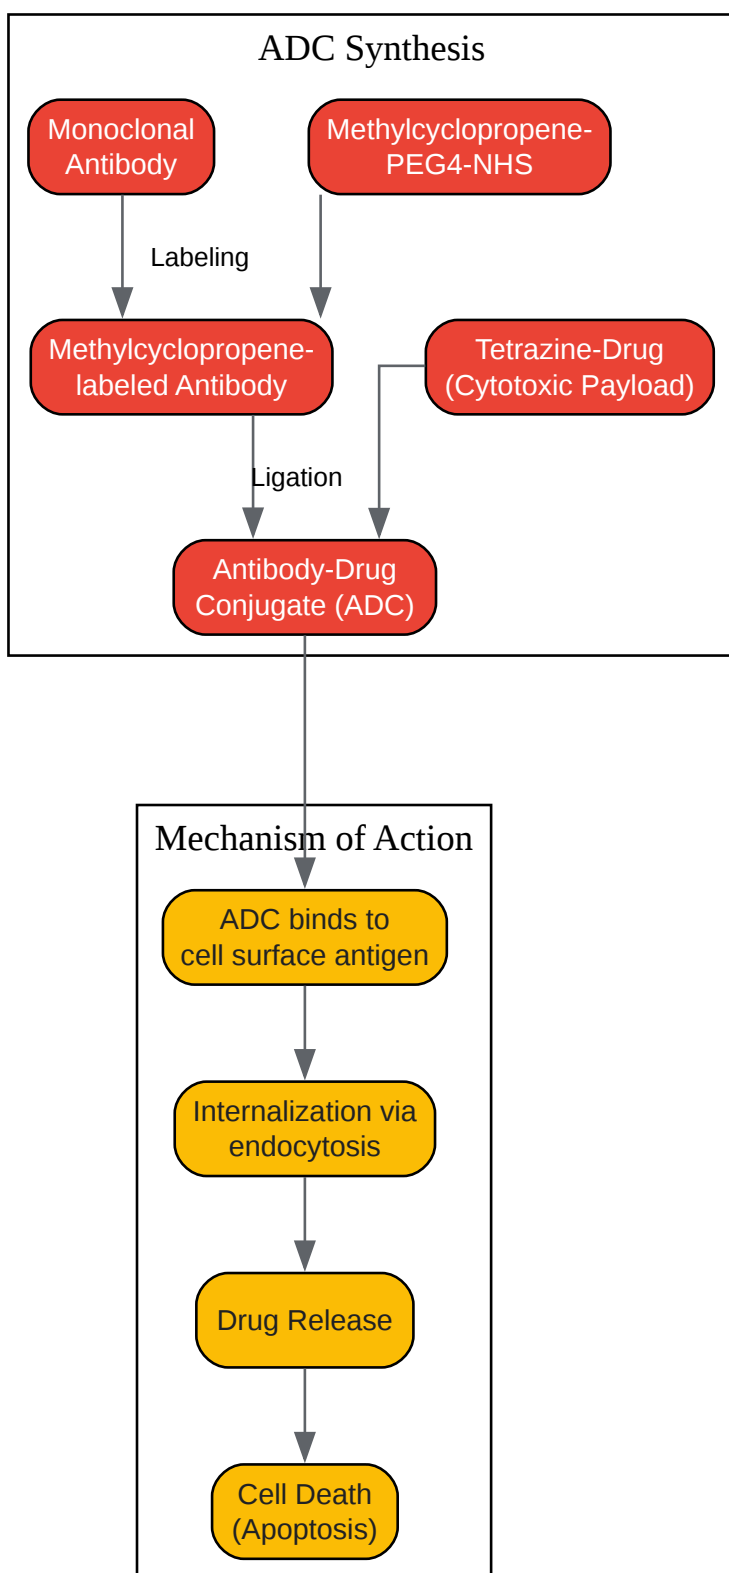 ADC Synthesis
Monoclonal
Antibody
Methylcyclopropene-
PEG4-NHS
Labeling
Methylcyclopropene-
labeled Antibody
Tetrazine-Drug
(Cytotoxic Payload)
Ligation
Antibody-Drug
Conjugate (ADC)
Mechanism of Action
ADC binds to
cell surface antigen
Internalization via
endocytosis
Drug Release
Cell Death
(Apoptosis)